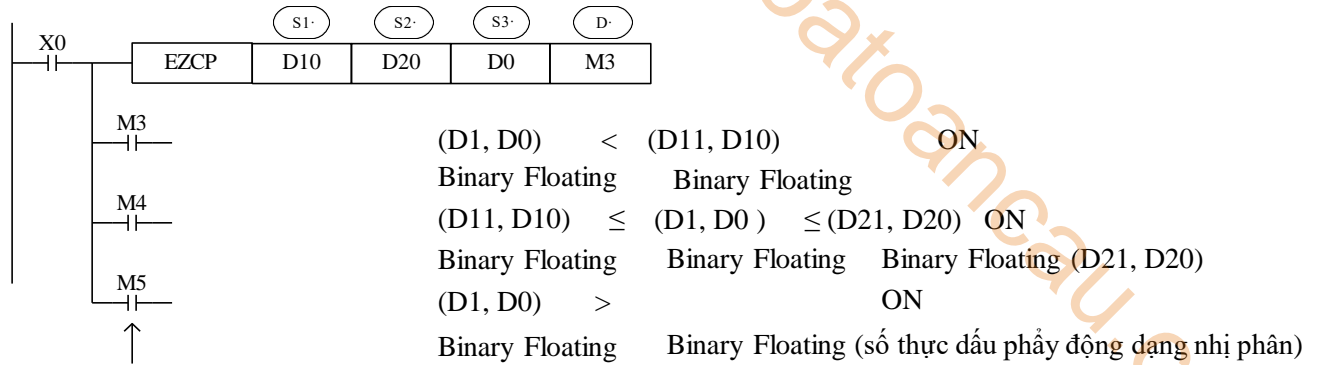 S1· S2· S3· D·
X0
EZCP D10 D20 D0 M3
M3
(D1, D0) < (D11, D10) ON
Binary Floating Binary Floating
M4
(D11, D10) ≤ (D1, D0 ) ≤ (D21, D20) ON
Binary Floating Binary Floating Binary Floating (D21, D20)
M5
(D1, D0) > ON
Binary Floating Binary Floating (số thực dấu phẩy động dạng nhị phân)